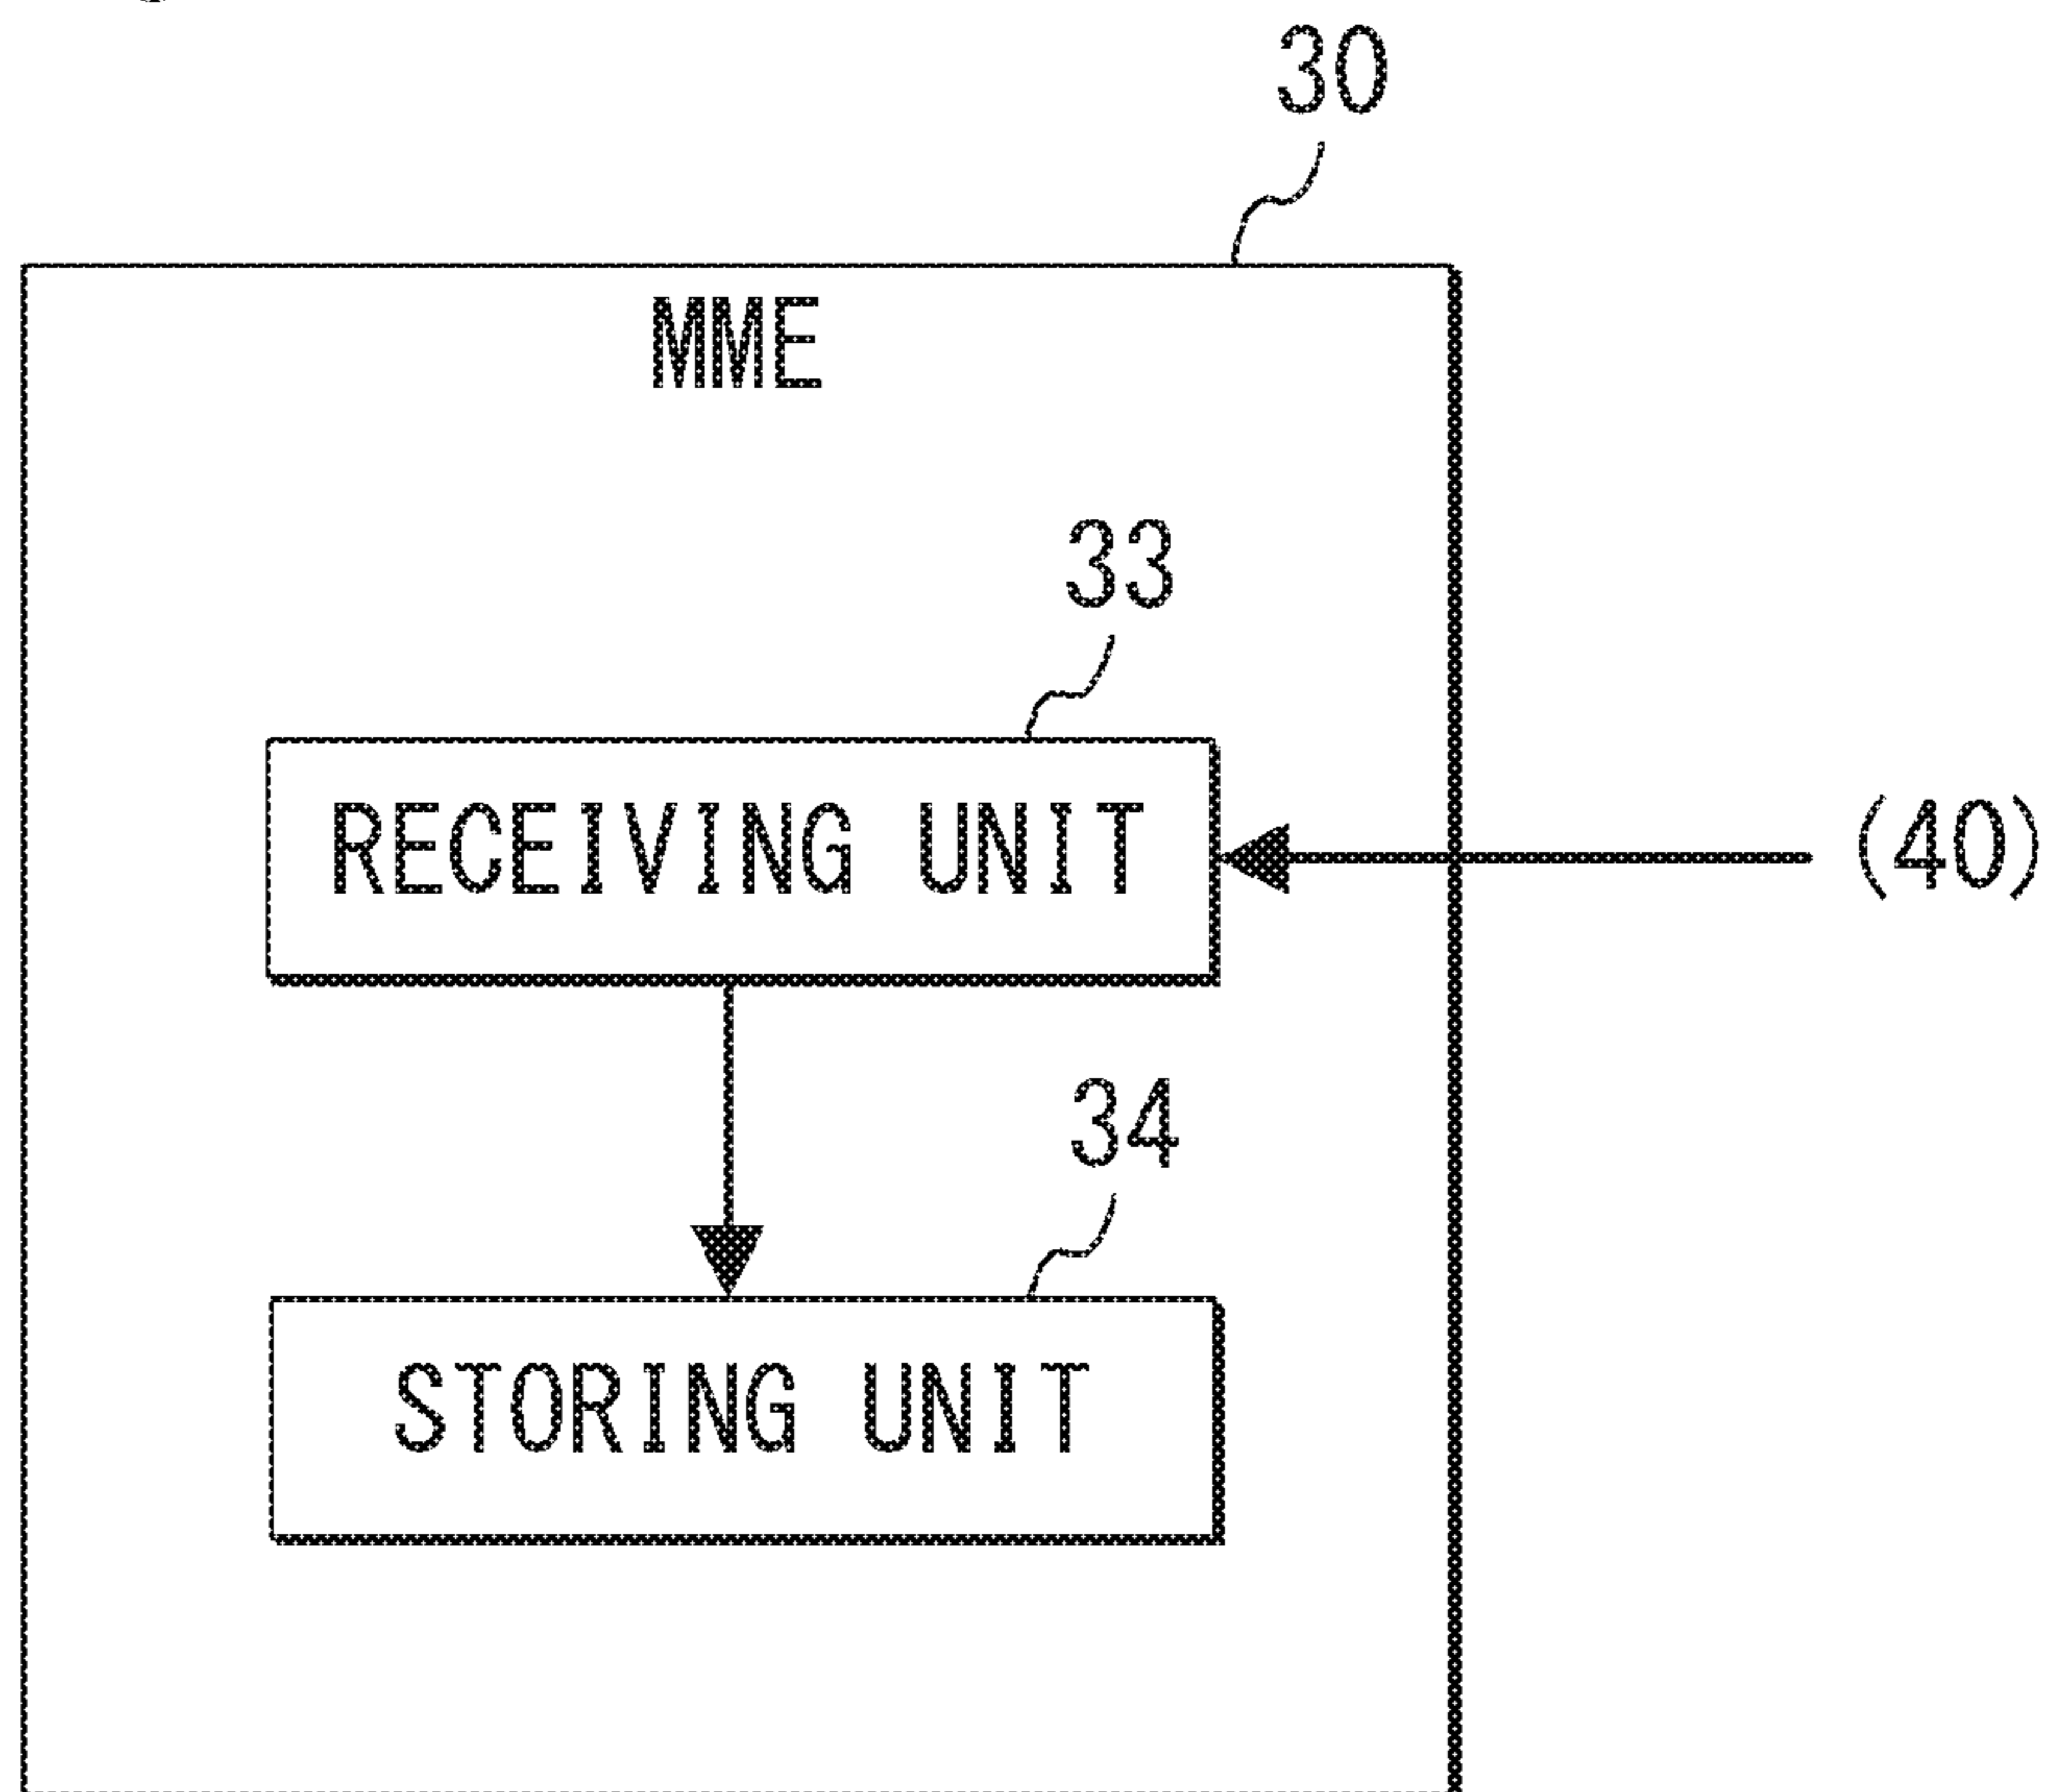 30
MME
33
RECEIVING UNIT
(40)
34
STORING UNIT